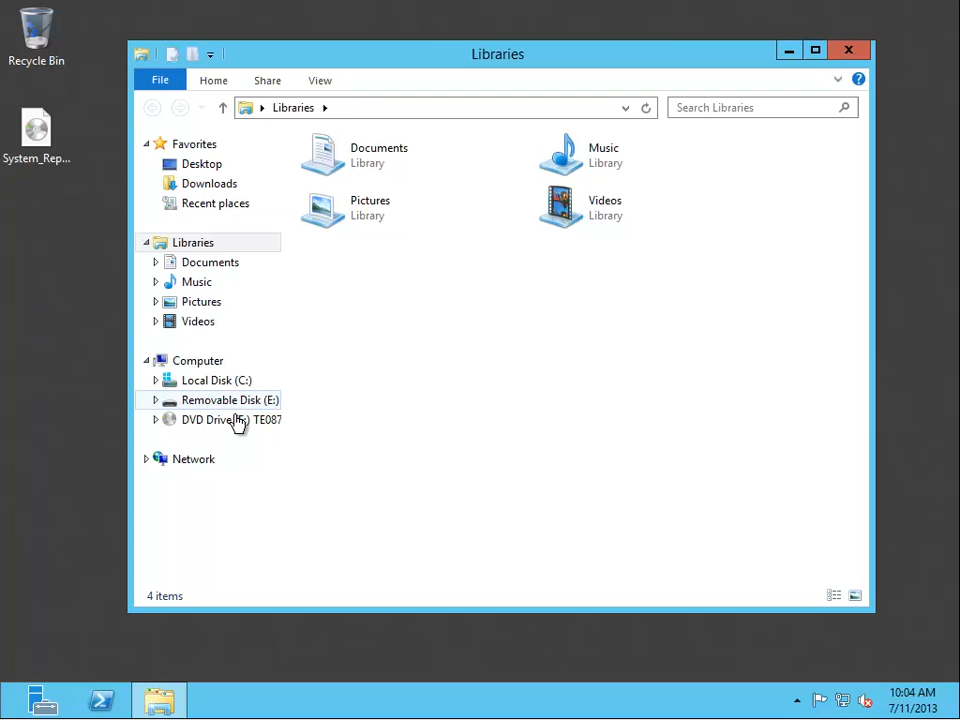 Recycle Bin
System_Rep...
Libraries
File Home Share View
Libraries
Search Libraries
Favorites
Desktop
Downloads
Recent places
Libraries
Documents
Music
Pictures
Videos
Computer
Local Disk (C:)
Removable Disk (E:)
DVD Drive TE087
Network
Documents
Library
Music
Library
Pictures
Library
Videos
Library
4 items
10:04 AM
7/11/2013